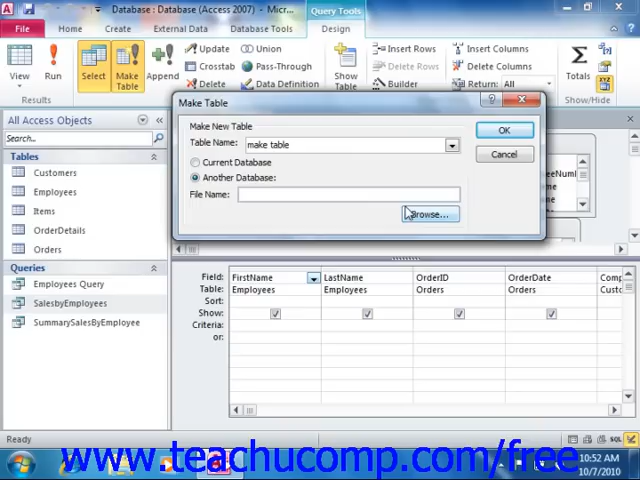 Database : Database (Access 2007) - Micr...
Query Tools
File
Home
Create
External Data
Database Tools
Design
View
Run
Select
Make Table
Append
Update
Crosstab
Union
Pass-Through
Data Definition
Show Table
Insert Rows
Delete Rows
Builder
Insert Columns
Delete Columns
Return: All
Totals
Results
Show/Hide
All Access Objects
Search...
Tables
Customers
Employees
Items
OrderDetails
Orders
Queries
Employees Query
SalesbyEmployees
SummarySalesByEmployee
Make Table
Make New Table
Table Name: make table
Current Database
Another Database:
File Name:
Browse...
OK
Cancel
Field: FirstName LastName OrderID OrderDate
Table: Employees Employees Orders Orders
Sort:
Show:
Criteria:
or:
Ready
SQL
www.teachucomp.com/free
10:52 AM
10/7/2010